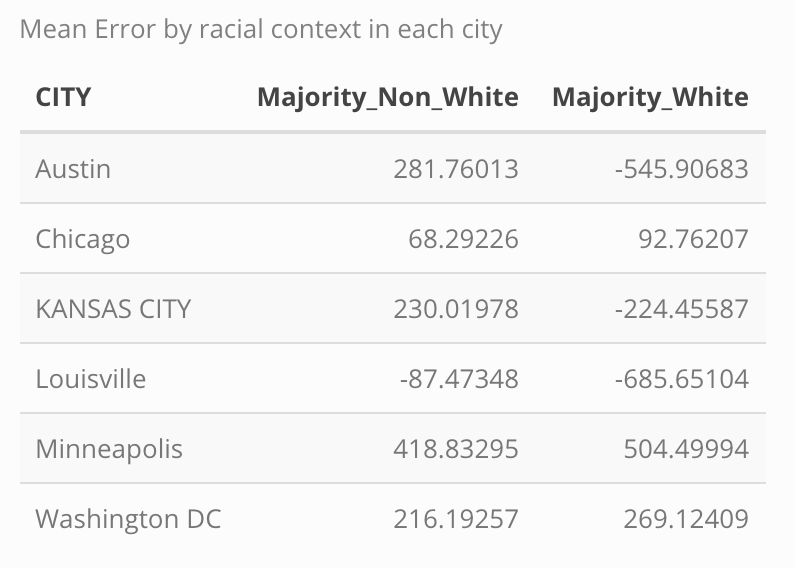 Mean Error by racial context in each city
CITY Majority_Non_White Majority_White
Austin 281.76013 -545.90683
Chicago 68.29226 92.76207
KANSAS CITY 230.01978 -224.45587
Louisville -87.47348 -685.65104
Minneapolis 418.83295 504.49994
Washington DC 216.19257 269.12409